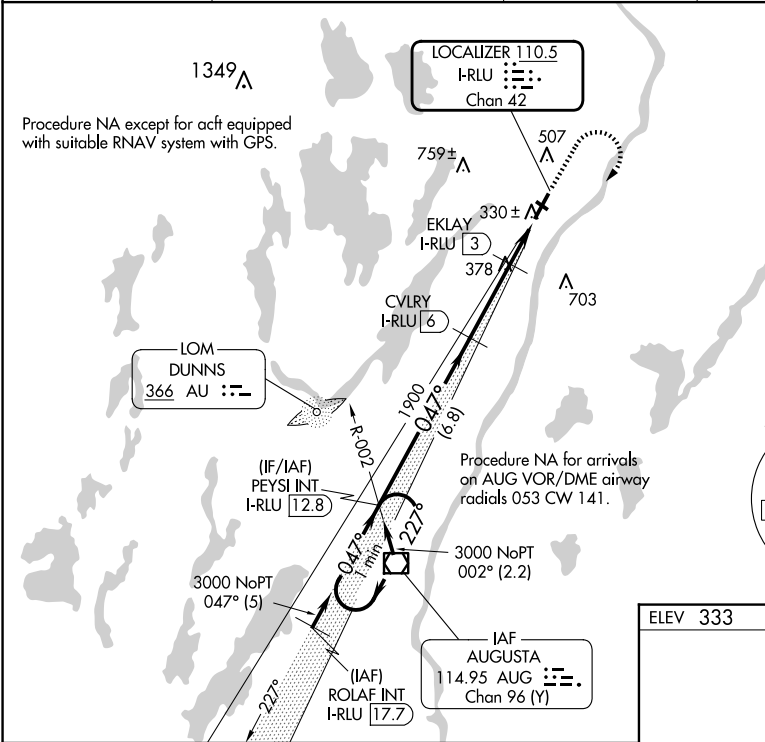 LOCALIZER 110.5
I-RLU
Chan 42
1349
Procedure NA except for acft equipped
with suitable RNAV system with GPS.
507
759±
330±
EKLAY
I-RLU 3
378
703
CVLRY
I-RLU 6
LOM
DUNNS
366 AU
1900
047°
(6.8)
R-002
(IF/IAF)
PEYSI INT
I-RLU 12.8
Procedure NA for arrivals
on AUG VOR/DME airway
radials 053 CW 141.
227°
047°
1 min
3000 NoPT
002° (2.2)
3000 NoPT
047° (5)
ELEV 333
IAF
AUGUSTA
114.95 AUG
Chan 96 (Y)
(IAF)
ROLAF INT
I-RLU 17.7
227°